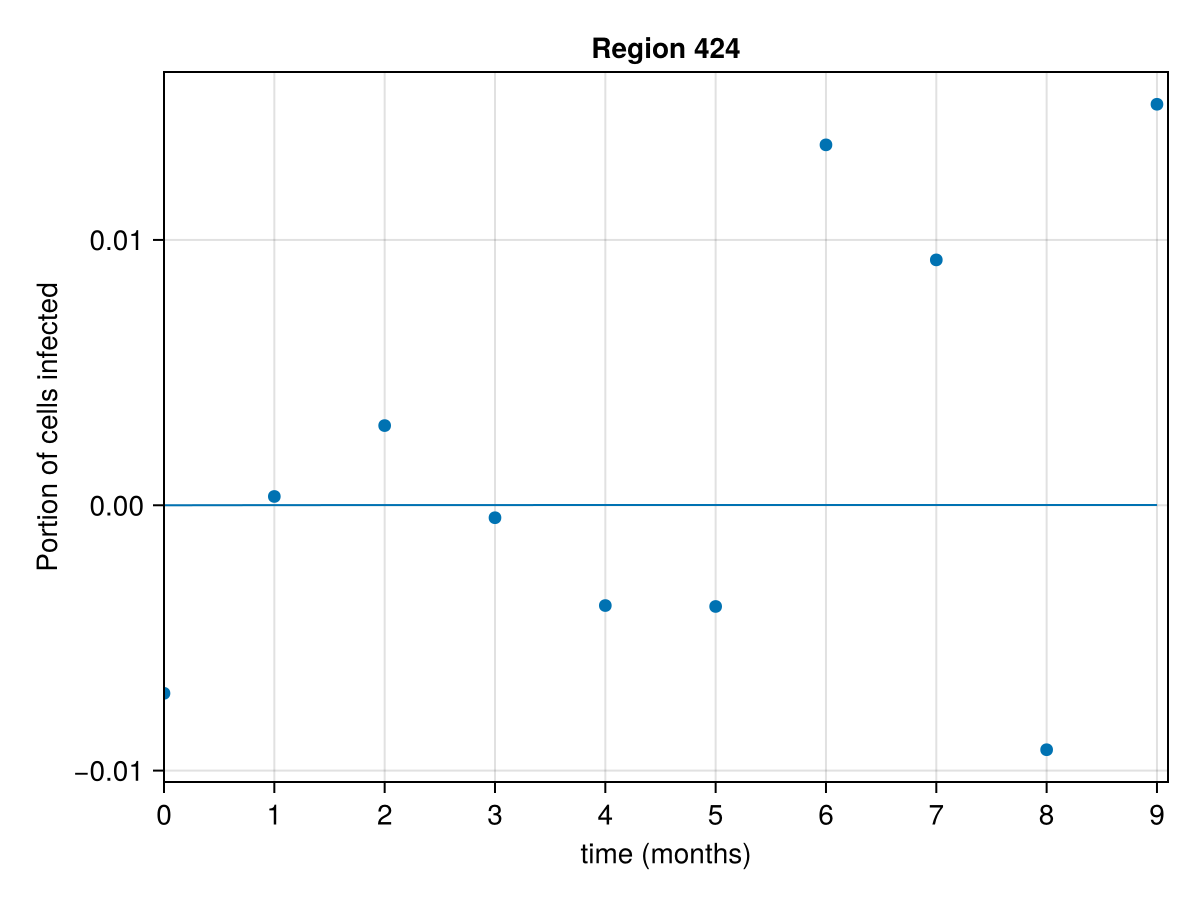 Region 424
Portion of cells infected
0.01
0.00
−0.01
0 1 2 3 4 5 6 7 8 9
time (months)